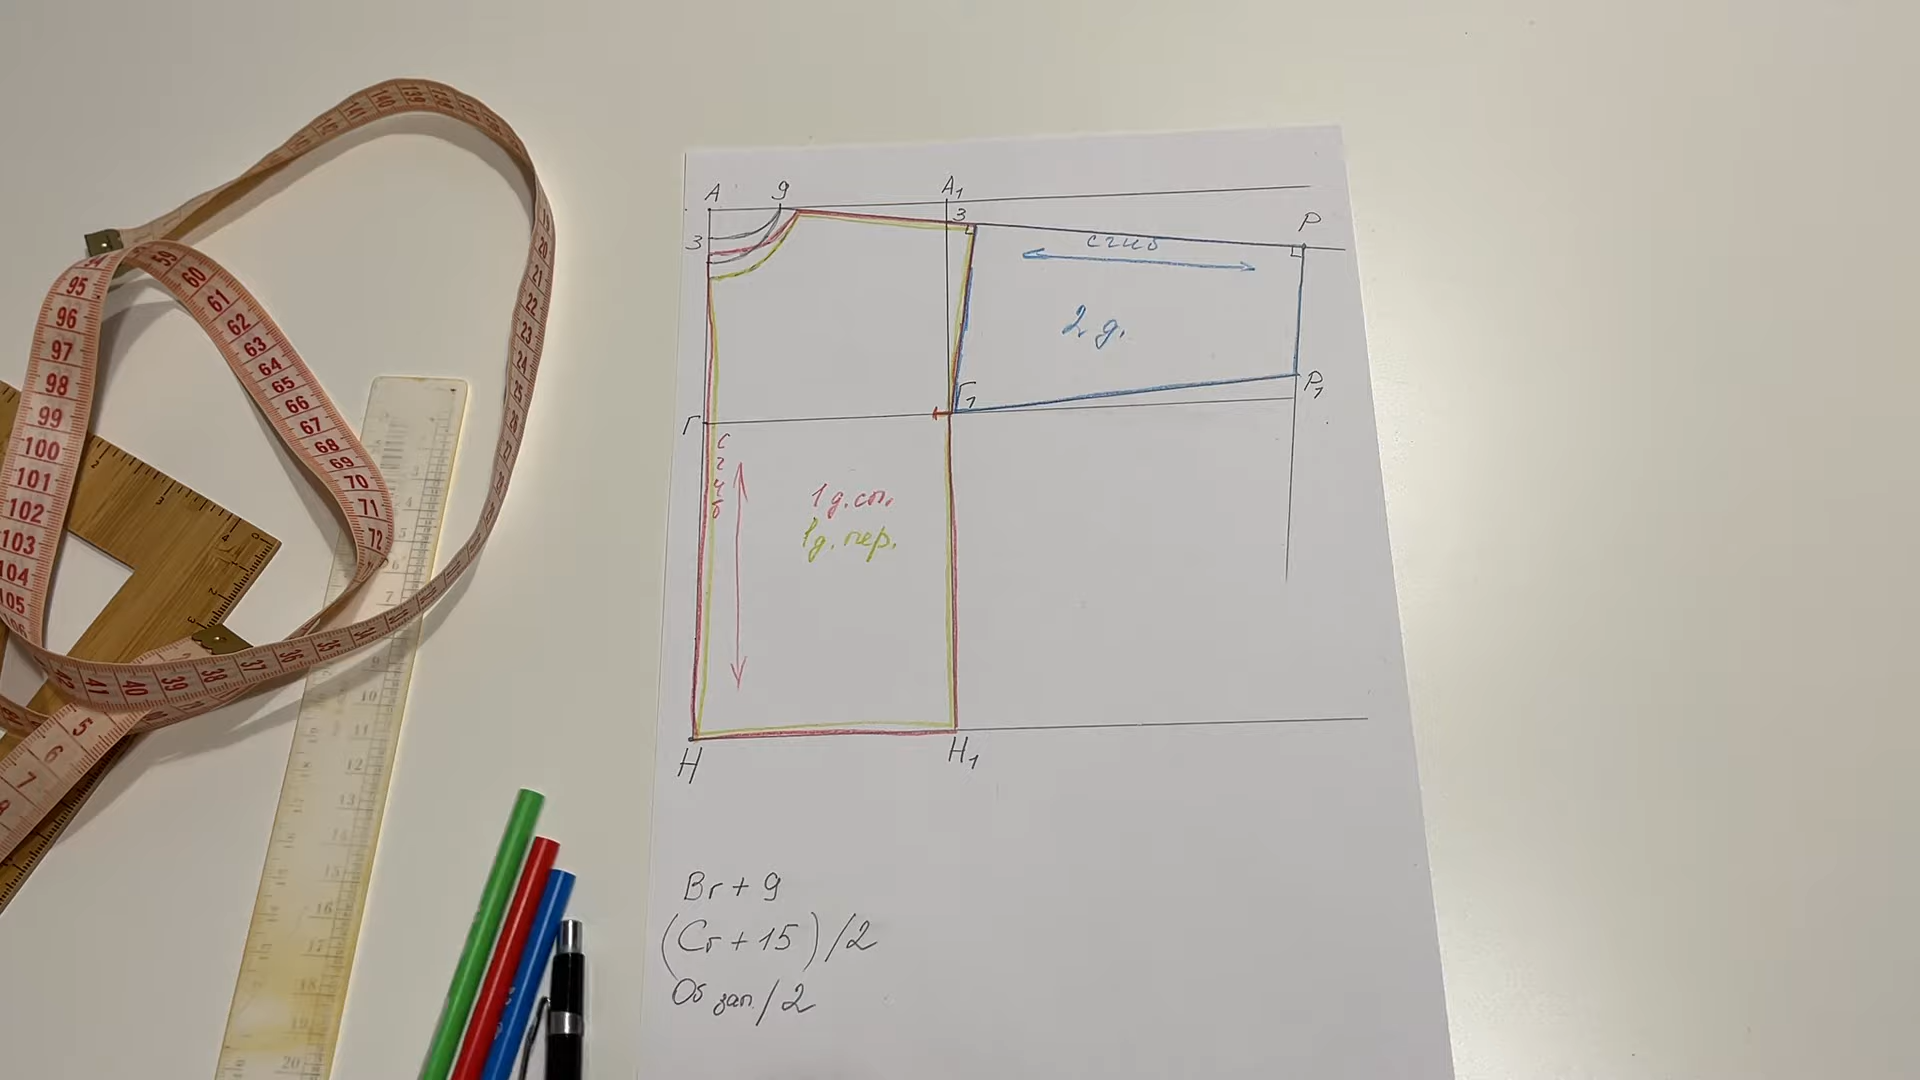 А 9 А1
3 3 Р
сгиб
2 д.
Г Г1 Р1
сгиб
1 д. сп.
1 д. пер.
Н Н1
Вг + 9
(Сг + 15) / 2
Об зап. / 2